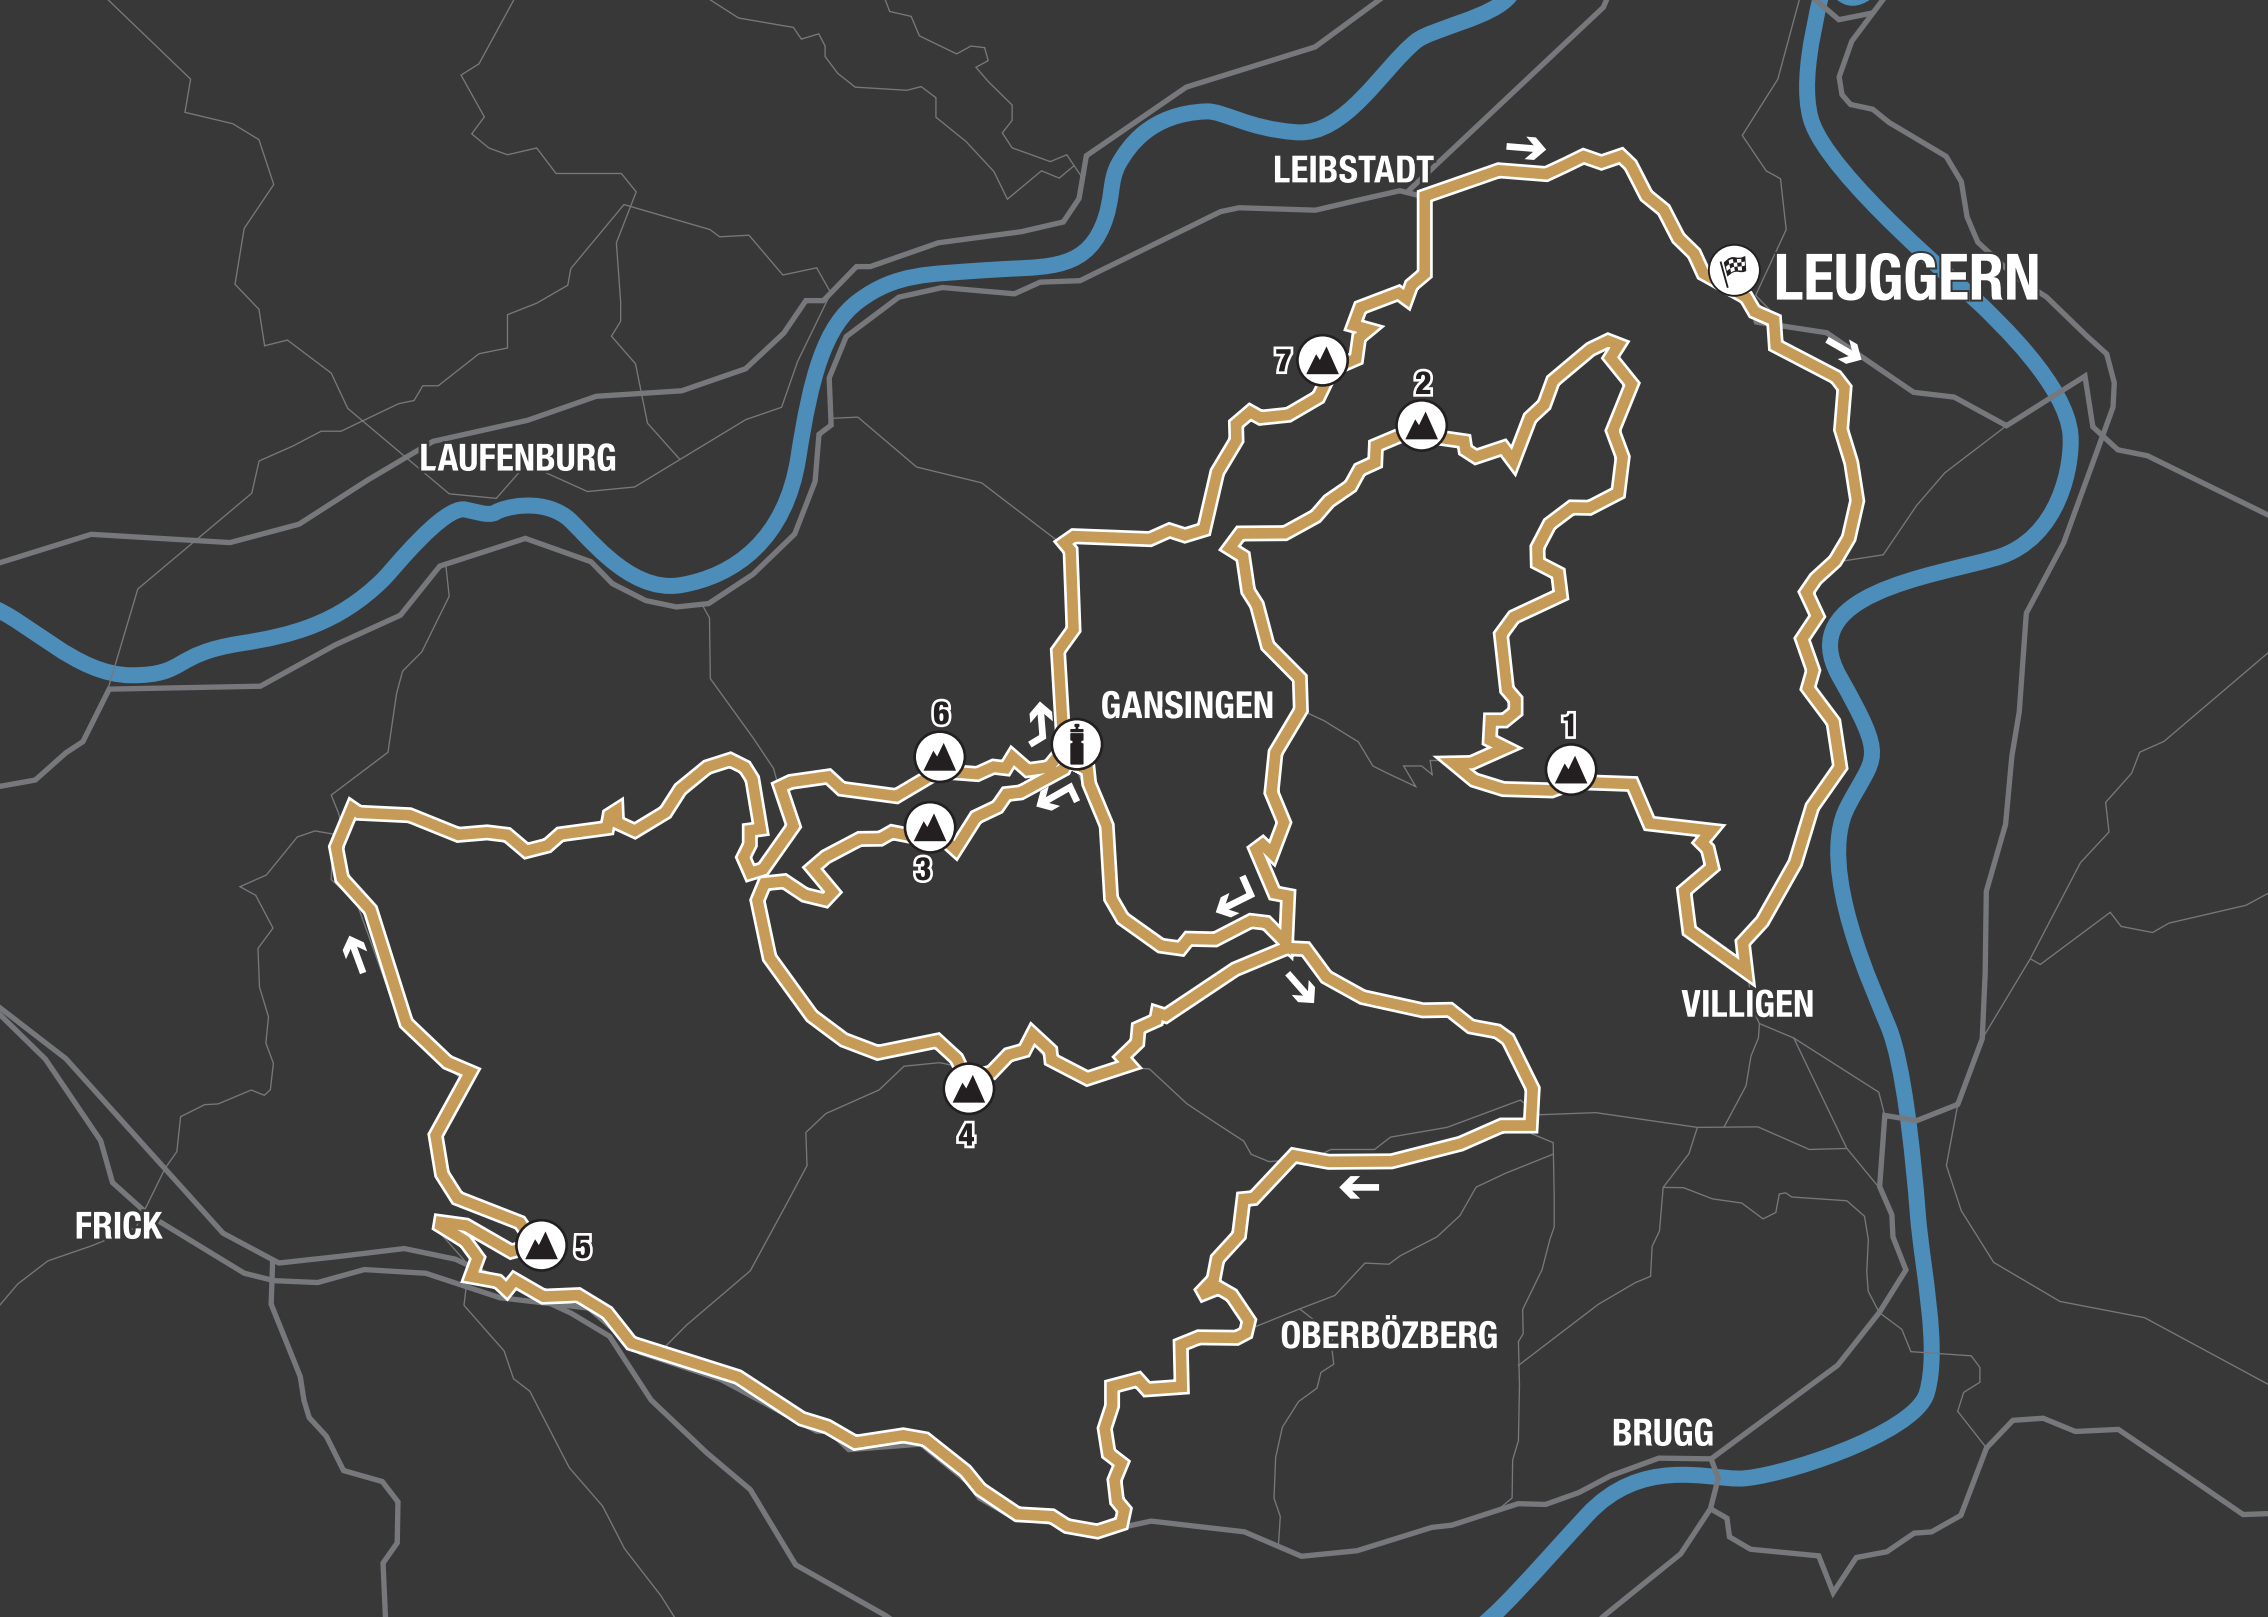 LEIBSTADT
LEUGGERN
7
2
LAUFENBURG
6
GANSINGEN
1
3
VILLIGEN
4
FRICK
5
OBERBÖZBERG
BRUGG